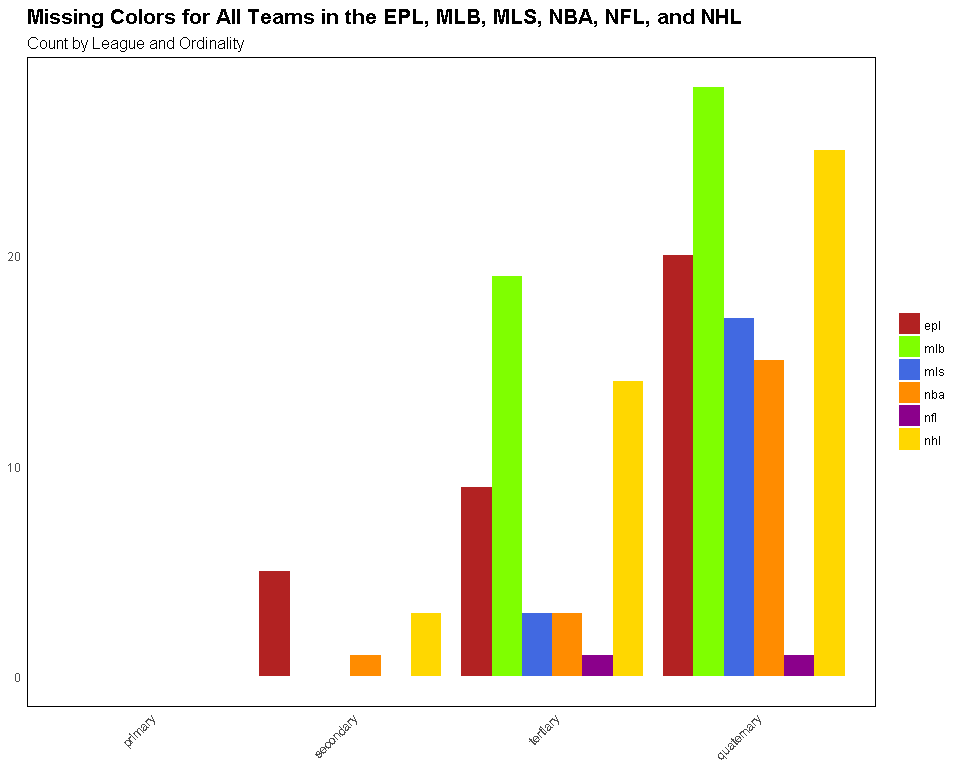 Missing Colors for All Teams in the EPL, MLB, MLS, NBA, NFL, and NHL
Count by League and Ordinality
20
10
0
primary
secondary
tertiary
quaternary
epl
mlb
mls
nba
nfl
nhl